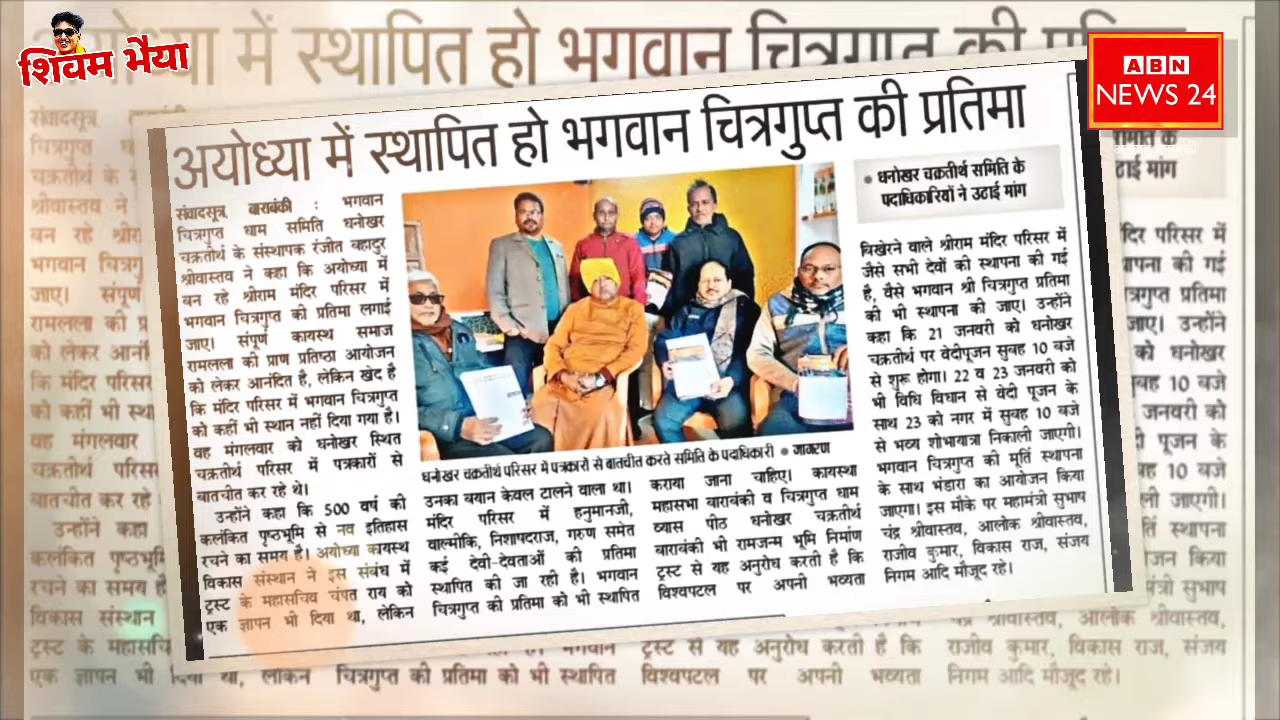 शिवम भैया
ABN
NEWS 24
अयोध्या में स्थापित हो भगवान चित्रगुप्त की प्रतिमा
संवादसूत्र, बाराबंकी : भगवान
चित्रगुप्त धाम समिति धनोखर
चक्रतीर्थ के संस्थापक रंजीत बहादुर
श्रीवास्तव ने कहा कि अयोध्या में
बन रहे श्रीराम मंदिर परिसर में
भगवान चित्रगुप्त की प्रतिमा लगाई
जाए। संपूर्ण कायस्थ समाज
रामलला की प्राण प्रतिष्ठा आयोजन
को लेकर आनंदित है, लेकिन खेद है
कि मंदिर परिसर में भगवान चित्रगुप्त
को कहीं भी स्थान नहीं दिया गया है।
वह मंगलवार को धनोखर स्थित
चक्रतीर्थ परिसर में पत्रकारों से
बातचीत कर रहे थे।
उन्होंने कहा कि 500 वर्ष की
कलंकित पृष्ठभूमि से नव इतिहास
रचने का समय है। अयोध्या कायस्थ
विकास संस्थान ने इस संबंध में
ट्रस्ट के महासचिव चंपत राय को
एक ज्ञापन भी दिया था, लेकिन
धनोखर चक्रतीर्थ परिसर में पत्रकारों से बातचीत करते समिति के पदाधिकारी ● जागरण
उनका बयान केवल टालने वाला था।
मंदिर परिसर में हनुमानजी,
वाल्मीकि, निशापदराज, गरुण समेत
कई देवी-देवताओं की प्रतिमा
स्थापित की जा रही है। भगवान
चित्रगुप्त की प्रतिमा को भी स्थापित
कराया जाना चाहिए। कायस्था
महासभा बाराबंकी व चित्रगुप्त धाम
व्यास पीठ धनोखर चक्रतीर्थ
बाराबंकी भी रामजन्म भूमि निर्माण
ट्रस्ट से यह अनुरोध करती है कि
विश्वपटल पर अपनी भव्यता
● धनोखर चक्रतीर्थ समिति के
पदाधिकारियों ने उठाई मांग
बिखेरने वाले श्रीराम मंदिर परिसर में
जैसे सभी देवों की स्थापना की गई
है, वैसे भगवान श्री चित्रगुप्त प्रतिमा
की भी स्थापना की जाए। उन्होंने
कहा कि 21 जनवरी को धनोखर
चक्रतीर्थ पर वेदीपूजन सुबह 10 बजे
से शुरू होगा। 22 व 23 जनवरी को
भी विधि विधान से वेदी पूजन के
साथ 23 को नगर में सुबह 10 बजे
से भव्य शोभायात्रा निकाली जाएगी।
भगवान चित्रगुप्त की मूर्ति स्थापना
के साथ भंडारा का आयोजन किया
जाएगा। इस मौके पर महामंत्री सुभाष
चंद्र श्रीवास्तव, आलोक श्रीवास्तव,
राजीव कुमार, विकास राज, संजय
निगम आदि मौजूद रहे।